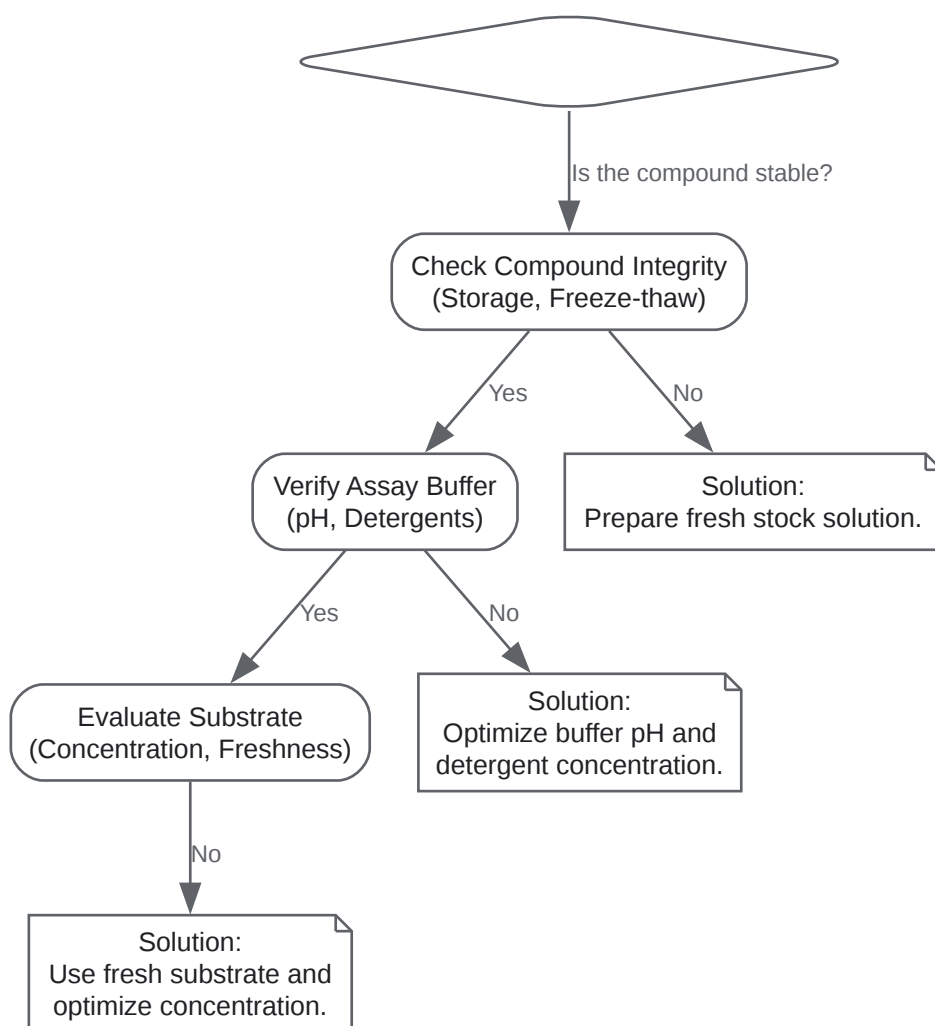 Is the compound stable?
Check Compound Integrity
(Storage, Freeze-thaw)
Yes
No
Verify Assay Buffer
(pH, Detergents)
Solution:
Prepare fresh stock solution.
Yes
No
Evaluate Substrate
(Concentration, Freshness)
Solution:
Optimize buffer pH and
detergent concentration.
No
Solution:
Use fresh substrate and
optimize concentration.